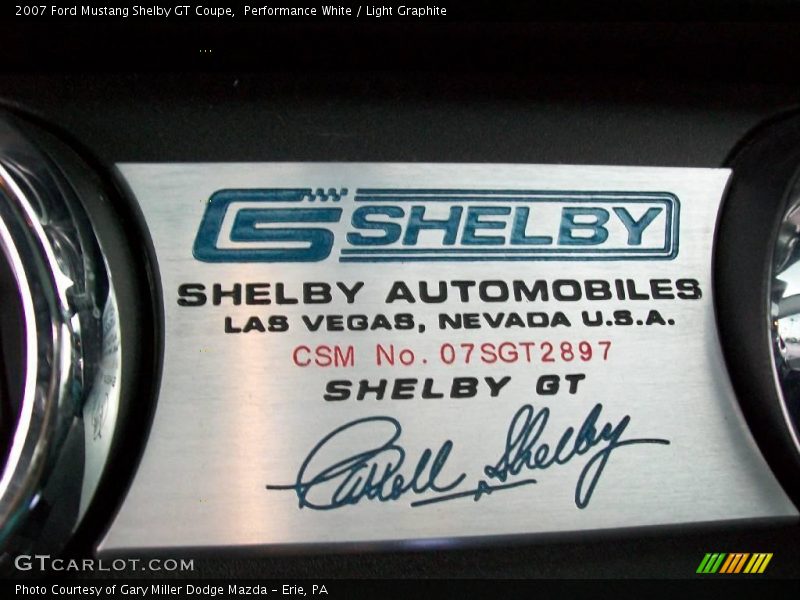 2007 Ford Mustang Shelby GT Coupe,  Performance White / Light Graphite
CS SHELBY
SHELBY AUTOMOBILES
LAS VEGAS, NEVADA U.S.A.
CSM No. 07SGT2897
SHELBY GT
Carroll Shelby
GTCARLOT.COM
Photo Courtesy of Gary Miller Dodge Mazda – Erie, PA